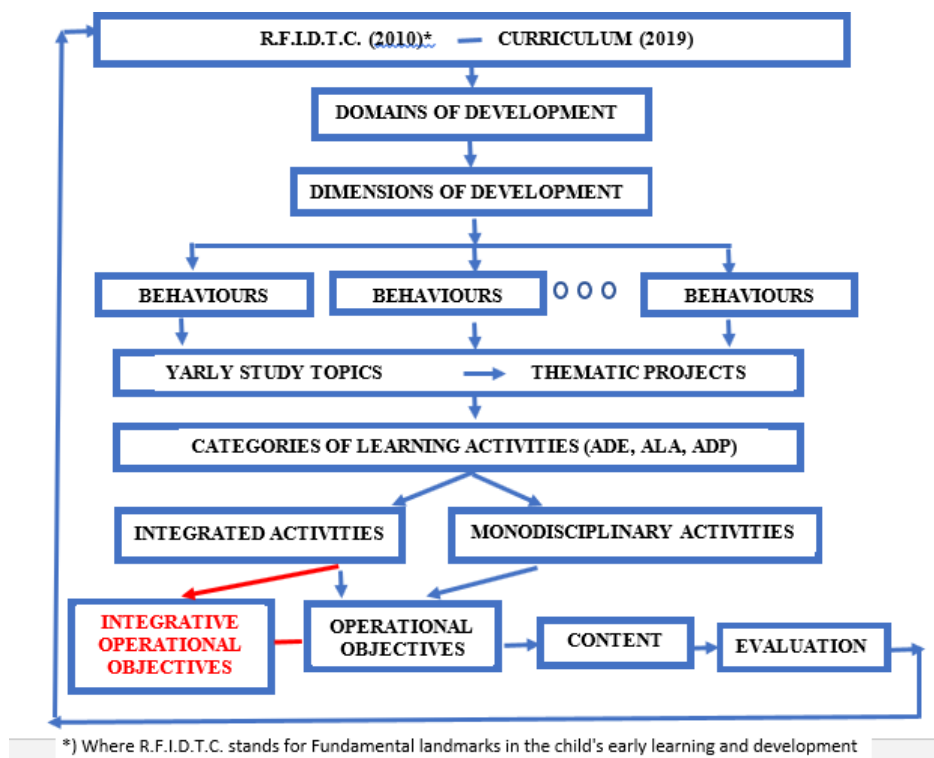 R.F.I.D.T.C. (2010)* — CURRICULUM (2019)
DOMAINS OF DEVELOPMENT
DIMENSIONS OF DEVELOPMENT
BEHAVIOURS
BEHAVIOURS
BEHAVIOURS
YARLY STUDY TOPICS
THEMATIC PROJECTS
CATEGORIES OF LEARNING ACTIVITIES (ADE, ALA, ADP)
INTEGRATED ACTIVITIES
MONODISCIPLINARY ACTIVITIES
INTEGRATIVE
OPERATIONAL
OBJECTIVES
OPERATIONAL
OBJECTIVES
CONTENT
EVALUATION
*) Where R.F.I.D.T.C. stands for Fundamental landmarks in the child's early learning and development